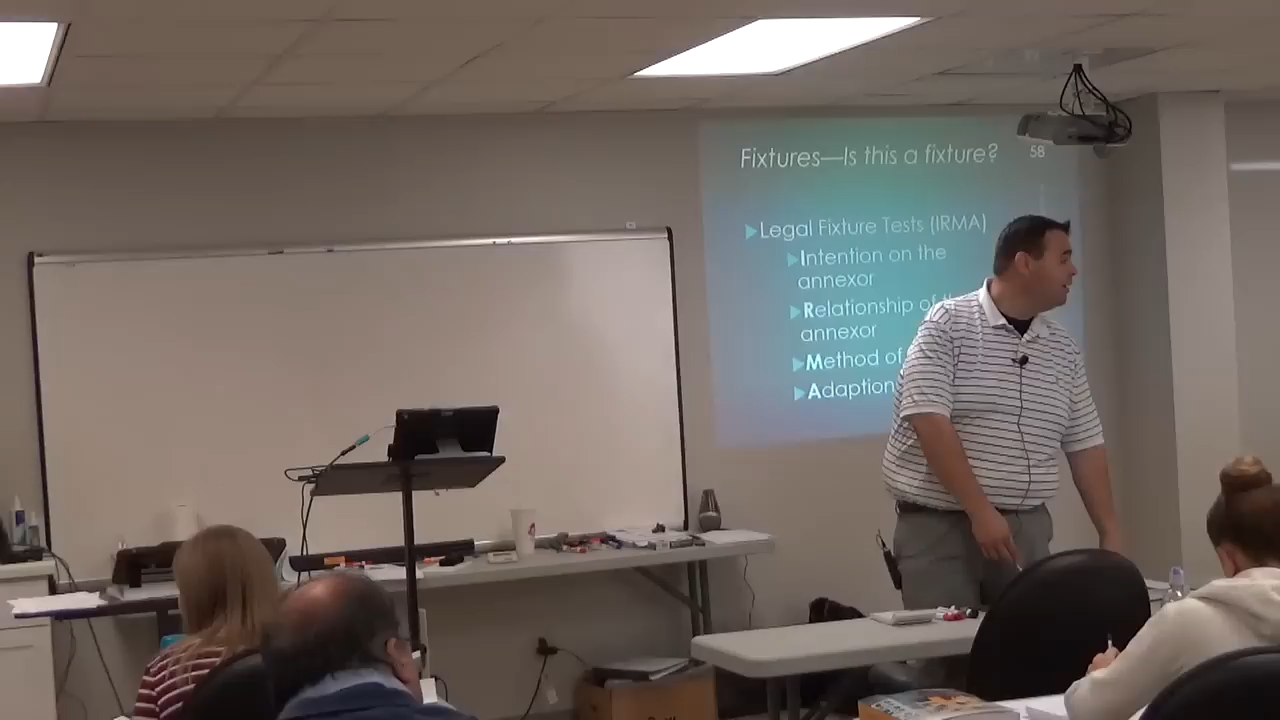 Fixtures—Is this a fixture?
58
Legal Fixture Tests (IRMA)
Intention on the
annexor
Relationship of
annexor
Method of
Adaption